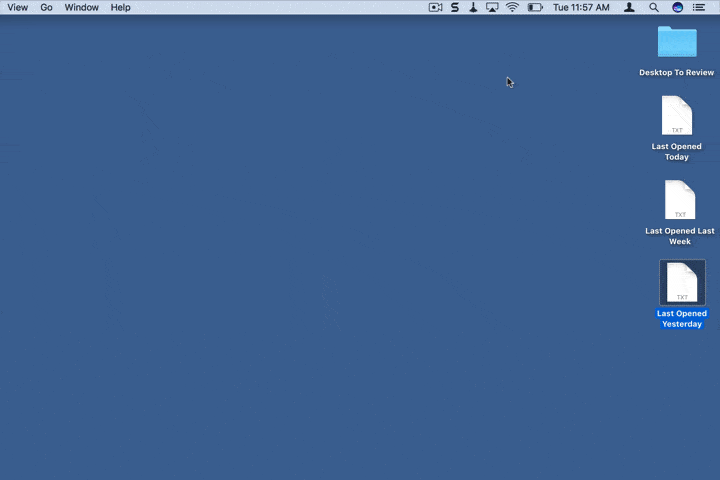 View Go Window Help Tue 11:57 AM
Desktop To Review
TXT
Last Opened
Today
TXT
Last Opened Last
Week
TXT
Last Opened
Yesterday